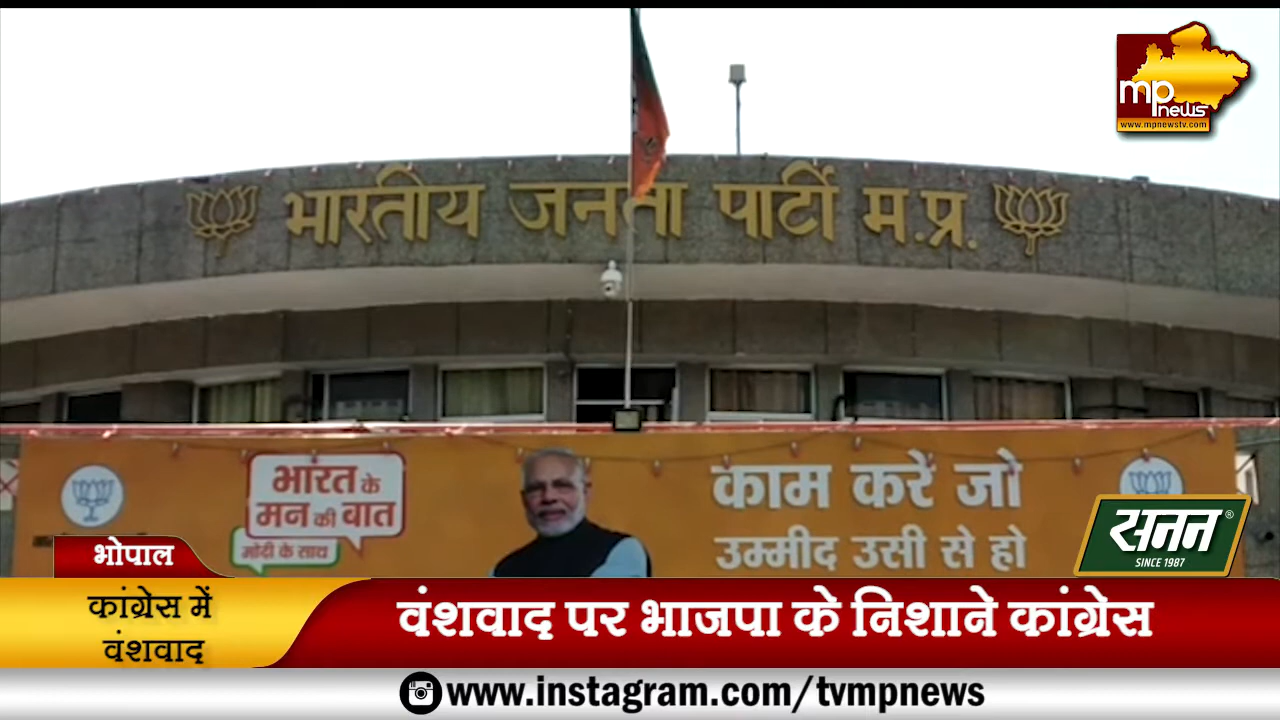 mp news
www.mpnewstv.com
भारतीय जनता पार्टी म.प्र.
भारत के
मन की बात
मोदी के साथ
काम करे जो
उम्मीद उसी से हो
सनन®
SINCE 1987
भोपाल
कांग्रेस में
वंशवाद
वंशवाद पर भाजपा के निशाने कांग्रेस
www.instagram.com/tvmpnews